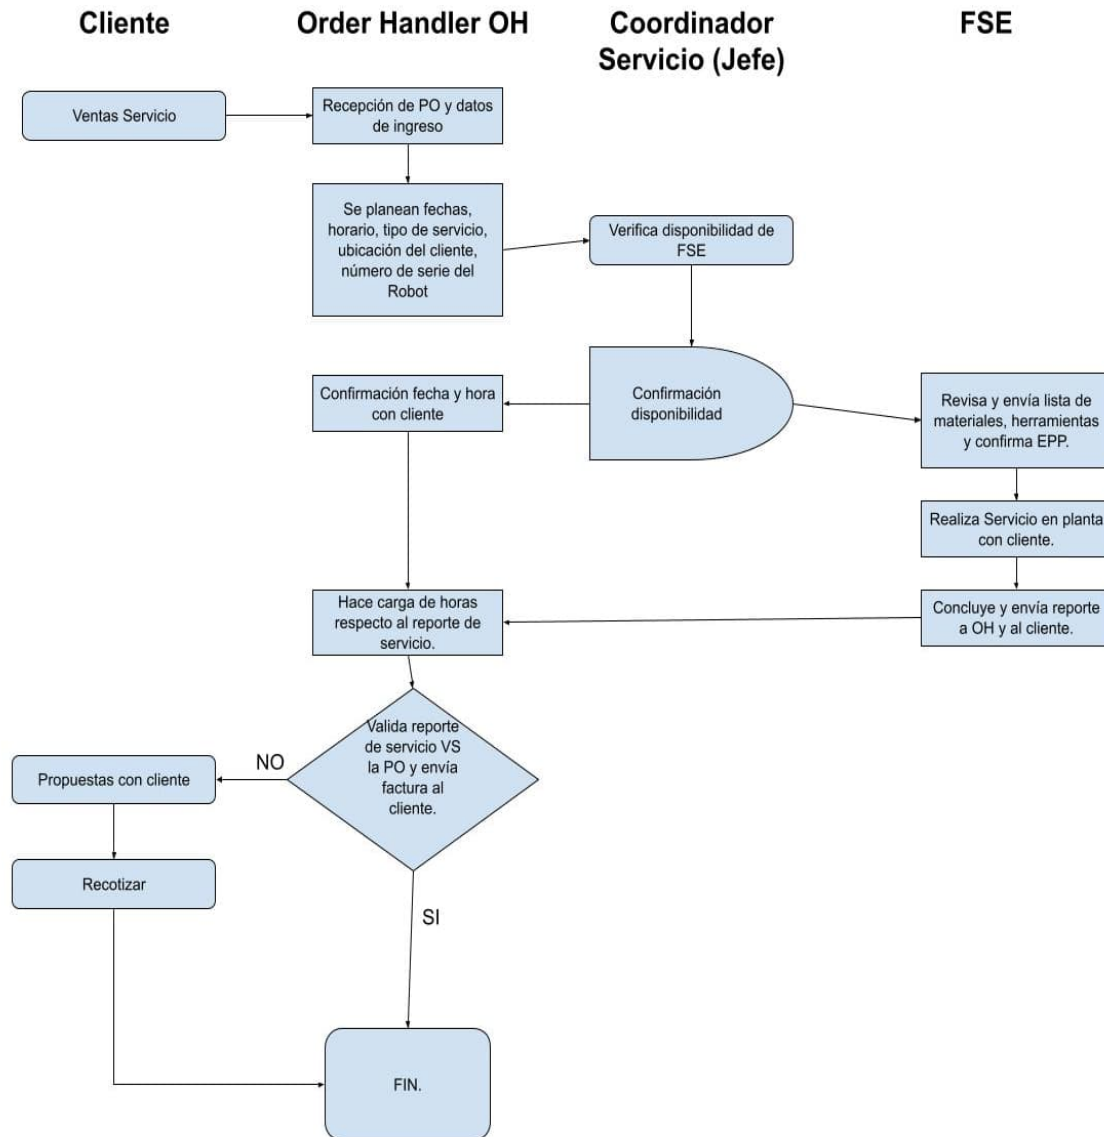 Cliente
Order Handler OH
Coordinador
Servicio (Jefe)
FSE
Ventas Servicio
Recepción de PO y datos
de ingreso
Se planean fechas,
horario, tipo de servicio,
ubicación del cliente,
número de serie del
Robot
Verifica disponibilidad de
FSE
Confirmación fecha y hora
con cliente
Confirmación
disponibilidad
Revisa y envía lista de
materiales, herramientas
y confirma EPP.
Realiza Servicio en planta
con cliente.
Hace carga de horas
respecto al reporte de
servicio.
Concluye y envía reporte
a OH y al cliente.
Valida reporte
de servicio VS
la PO y envía
factura al
cliente.
NO
Propuestas con cliente
Recotizar
SI
FIN.